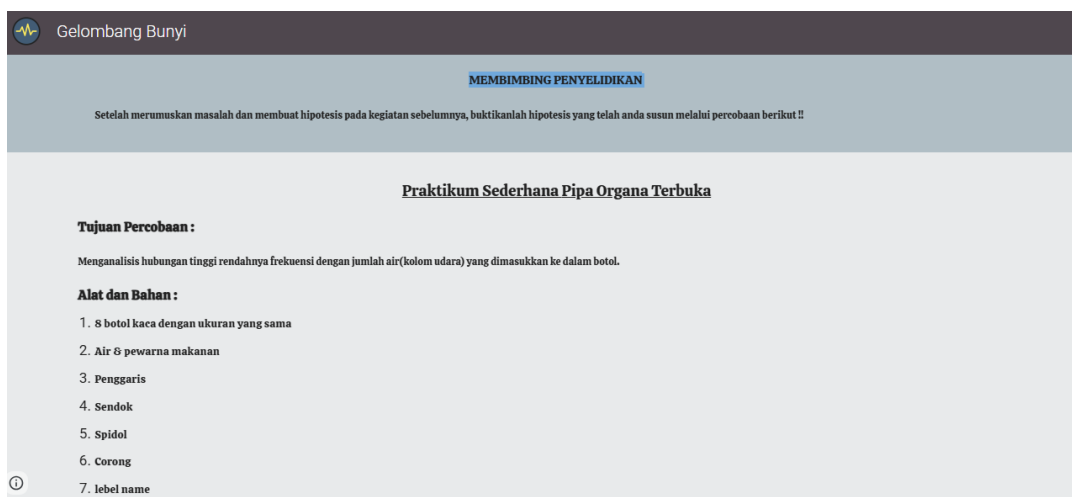 Gelombang Bunyi
MEMBIMBING PENYELIDIKAN
Setelah merumuskan masalah dan membuat hipotesis pada kegiatan sebelumnya, buktikanlah hipotesis yang telah anda susun melalui percobaan berikut !!
Praktikum Sederhana Pipa Organa Terbuka
Tujuan Percobaan :
Menganalisis hubungan tinggi rendahnya frekuensi dengan jumlah air(kolom udara) yang dimasukkan ke dalam botol.
Alat dan Bahan :
1. 8 botol kaca dengan ukuran yang sama
2. Air & pewarna makanan
3. Penggaris
4. Sendok
5. Spidol
6. Corong
7. lebel name